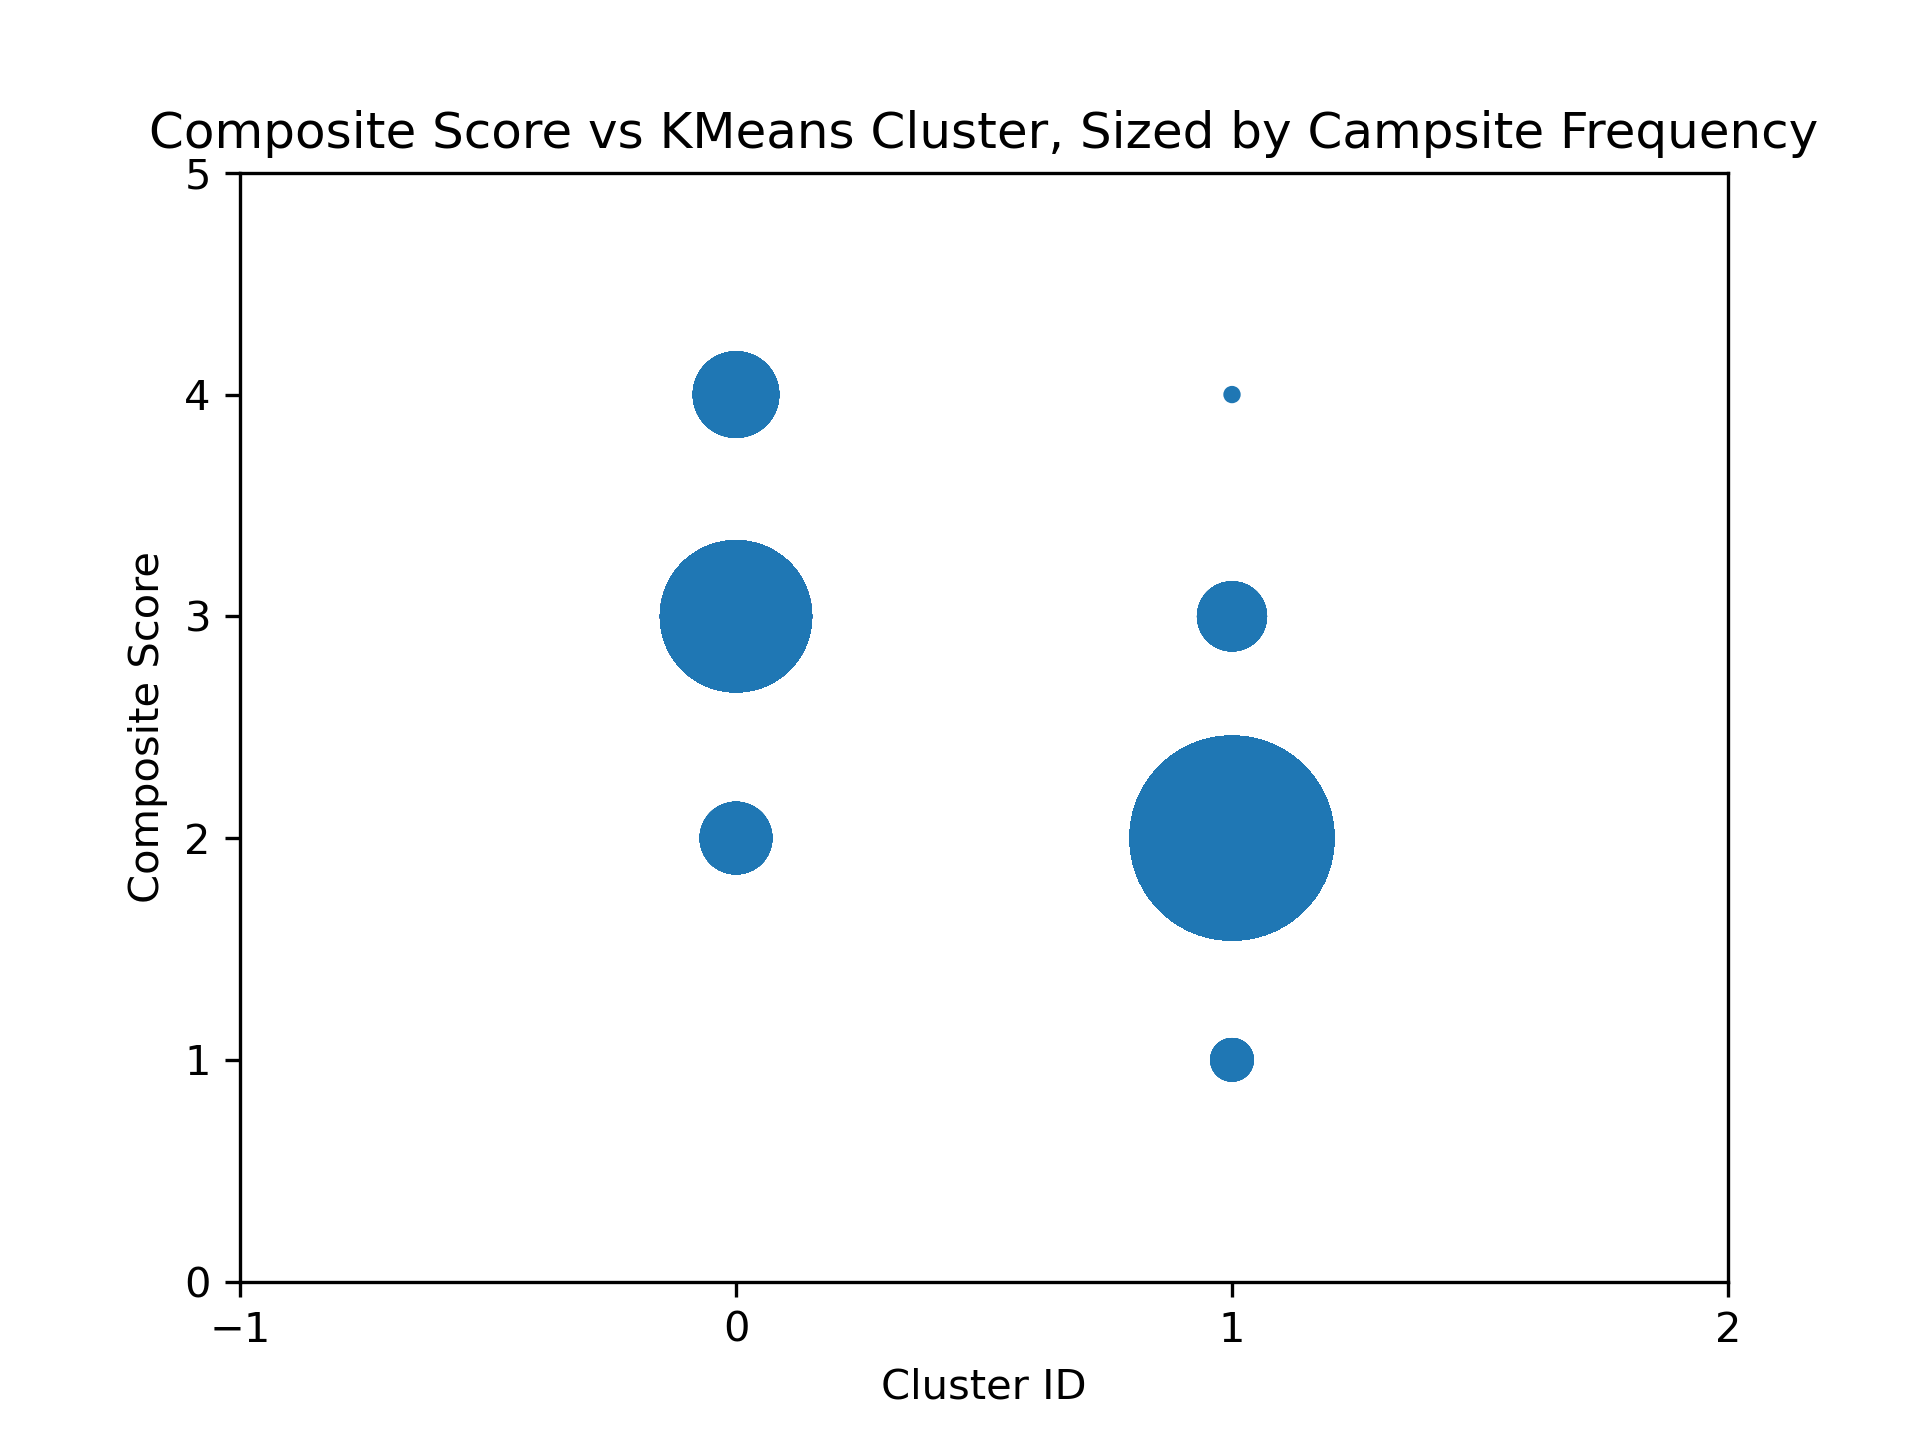 Composite Score vs KMeans Cluster, Sized by Campsite Frequency
5
4
3
2
1
0
Composite Score
−1 0 1 2
Cluster ID